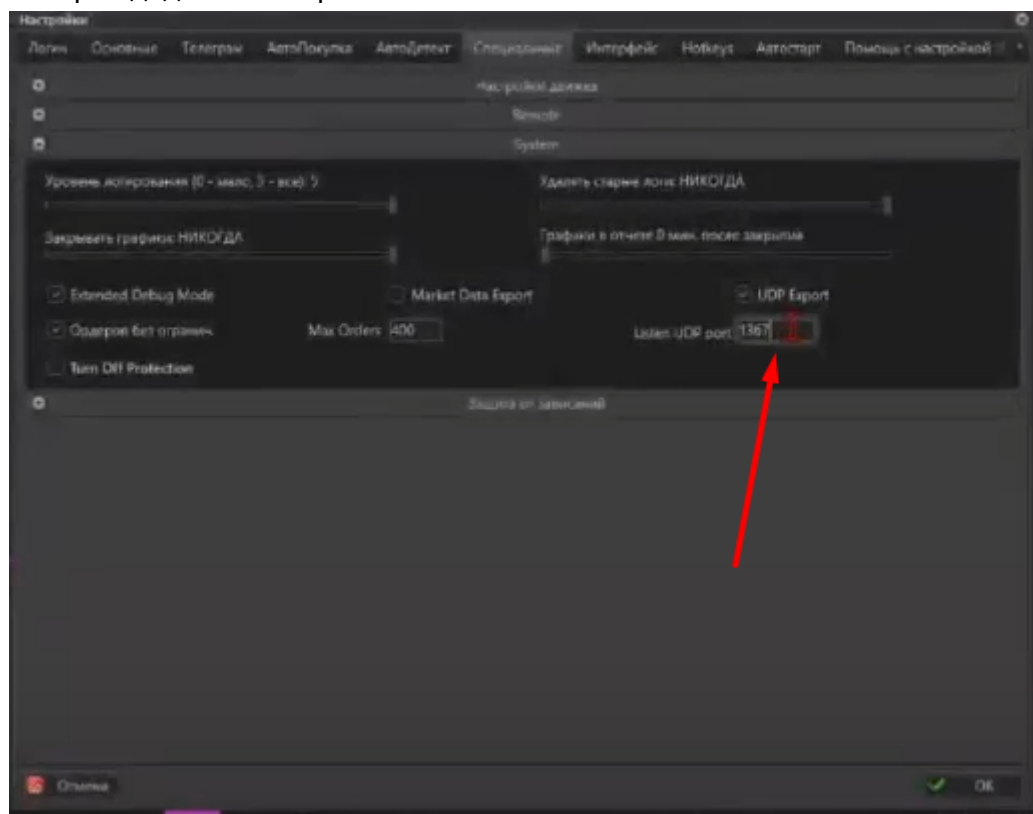 Настройки
Логин Основные Телеграм АвтоПокупка АвтоДетект Специальные Интерфейс Hotkeys Автостарт Помощь с настройкой
Настройки движка
Remote
System
Уровень логирования (0 - мало, 5 - все): 5 Удалять старые логи: НИКОГДА
Закрывать графики: НИКОГДА Графики в отчете 0 мин. после закрытия
Extended Debug Mode Market Data Export UDP Export
Ордеров без огранич. Max Orders 400 Listen UDP port 1367
Turn Off Protection
Защита от зависаний
Отмена OK